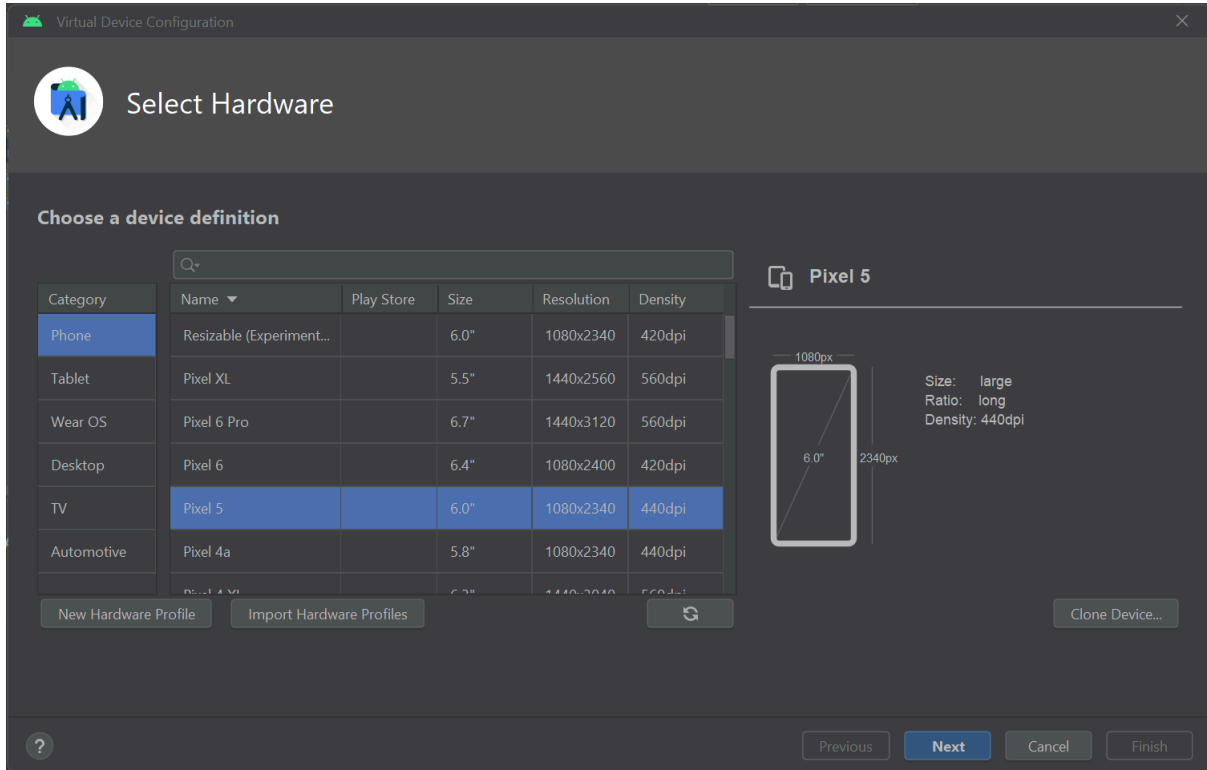 Virtual Device Configuration
Select Hardware
Choose a device definition
Category
Phone
Tablet
Wear OS
Desktop
TV
Automotive
Name Play Store Size Resolution Density
Resizable (Experiment... 6.0" 1080x2340 420dpi
Pixel XL 5.5" 1440x2560 560dpi
Pixel 6 Pro 6.7" 1440x3120 560dpi
Pixel 6 6.4" 1080x2400 420dpi
Pixel 5 6.0" 1080x2340 440dpi
Pixel 4a 5.8" 1080x2340 440dpi
Pixel 4 XL
New Hardware Profile Import Hardware Profiles
Pixel 5
1080px
6.0" 2340px
Size: large
Ratio: long
Density: 440dpi
Clone Device...
? Previous Next Cancel Finish